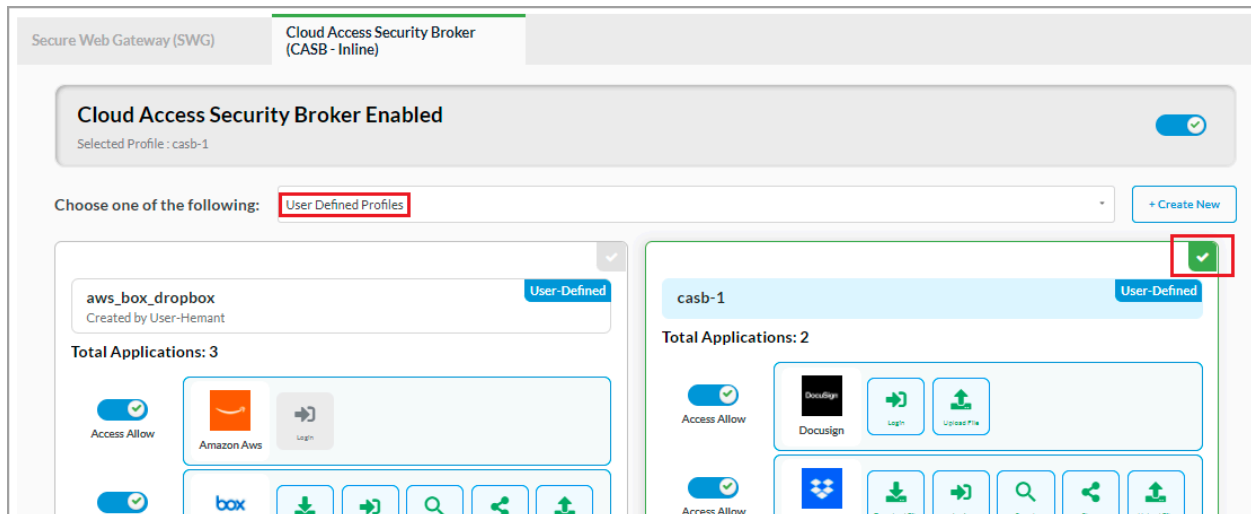 Secure Web Gateway (SWG)
Cloud Access Security Broker
(CASB - Inline)
Cloud Access Security Broker Enabled
Selected Profile : casb-1
Choose one of the following:
User Defined Profiles
+ Create New
User-Defined
aws_box_dropbox
Created by User-Hemant
Total Applications: 3
Access Allow
Amazon Aws
Login
box
User-Defined
casb-1
Total Applications: 2
Access Allow
DocuSign
Docusign
Login
Upload File
Access Allow